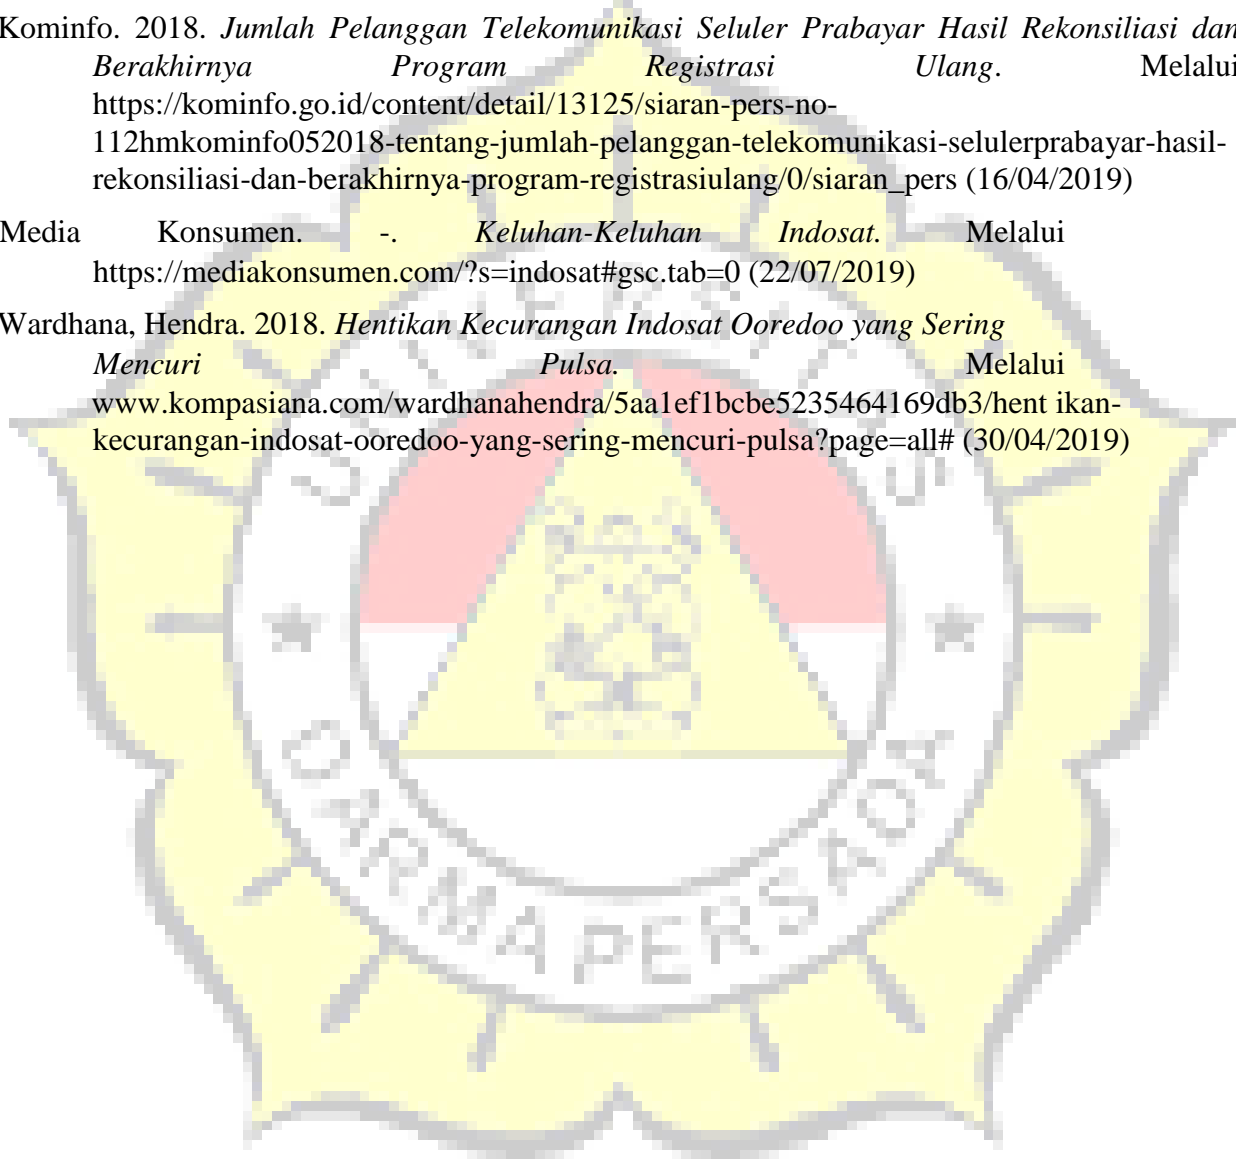 Kominfo. 2018. Jumlah Pelanggan Telekomunikasi Seluler Prabayar Hasil Rekonsiliasi dan
Berakhirnya Program Registrasi Ulang. Melalui
https://kominfo.go.id/content/detail/13125/siaran-pers-no-
112hmkominfo052018-tentang-jumlah-pelanggan-telekomunikasi-selulerprabayar-hasil-
rekonsiliasi-dan-berakhirnya-program-registrasiulang/0/siaran_pers (16/04/2019)
Media Konsumen. -. Keluhan-Keluhan Indosat. Melalui
https://mediakonsumen.com/?s=indosat#gsc.tab=0 (22/07/2019)
Wardhana, Hendra. 2018. Hentikan Kecurangan Indosat Ooredoo yang Sering
Mencuri Pulsa. Melalui
www.kompasiana.com/wardhanahendra/5aa1ef1bcbe5235464169db3/hent ikan-
kecurangan-indosat-ooredoo-yang-sering-mencuri-pulsa?page=all# (30/04/2019)
UNIVERSITAS
DARMA PERSADA